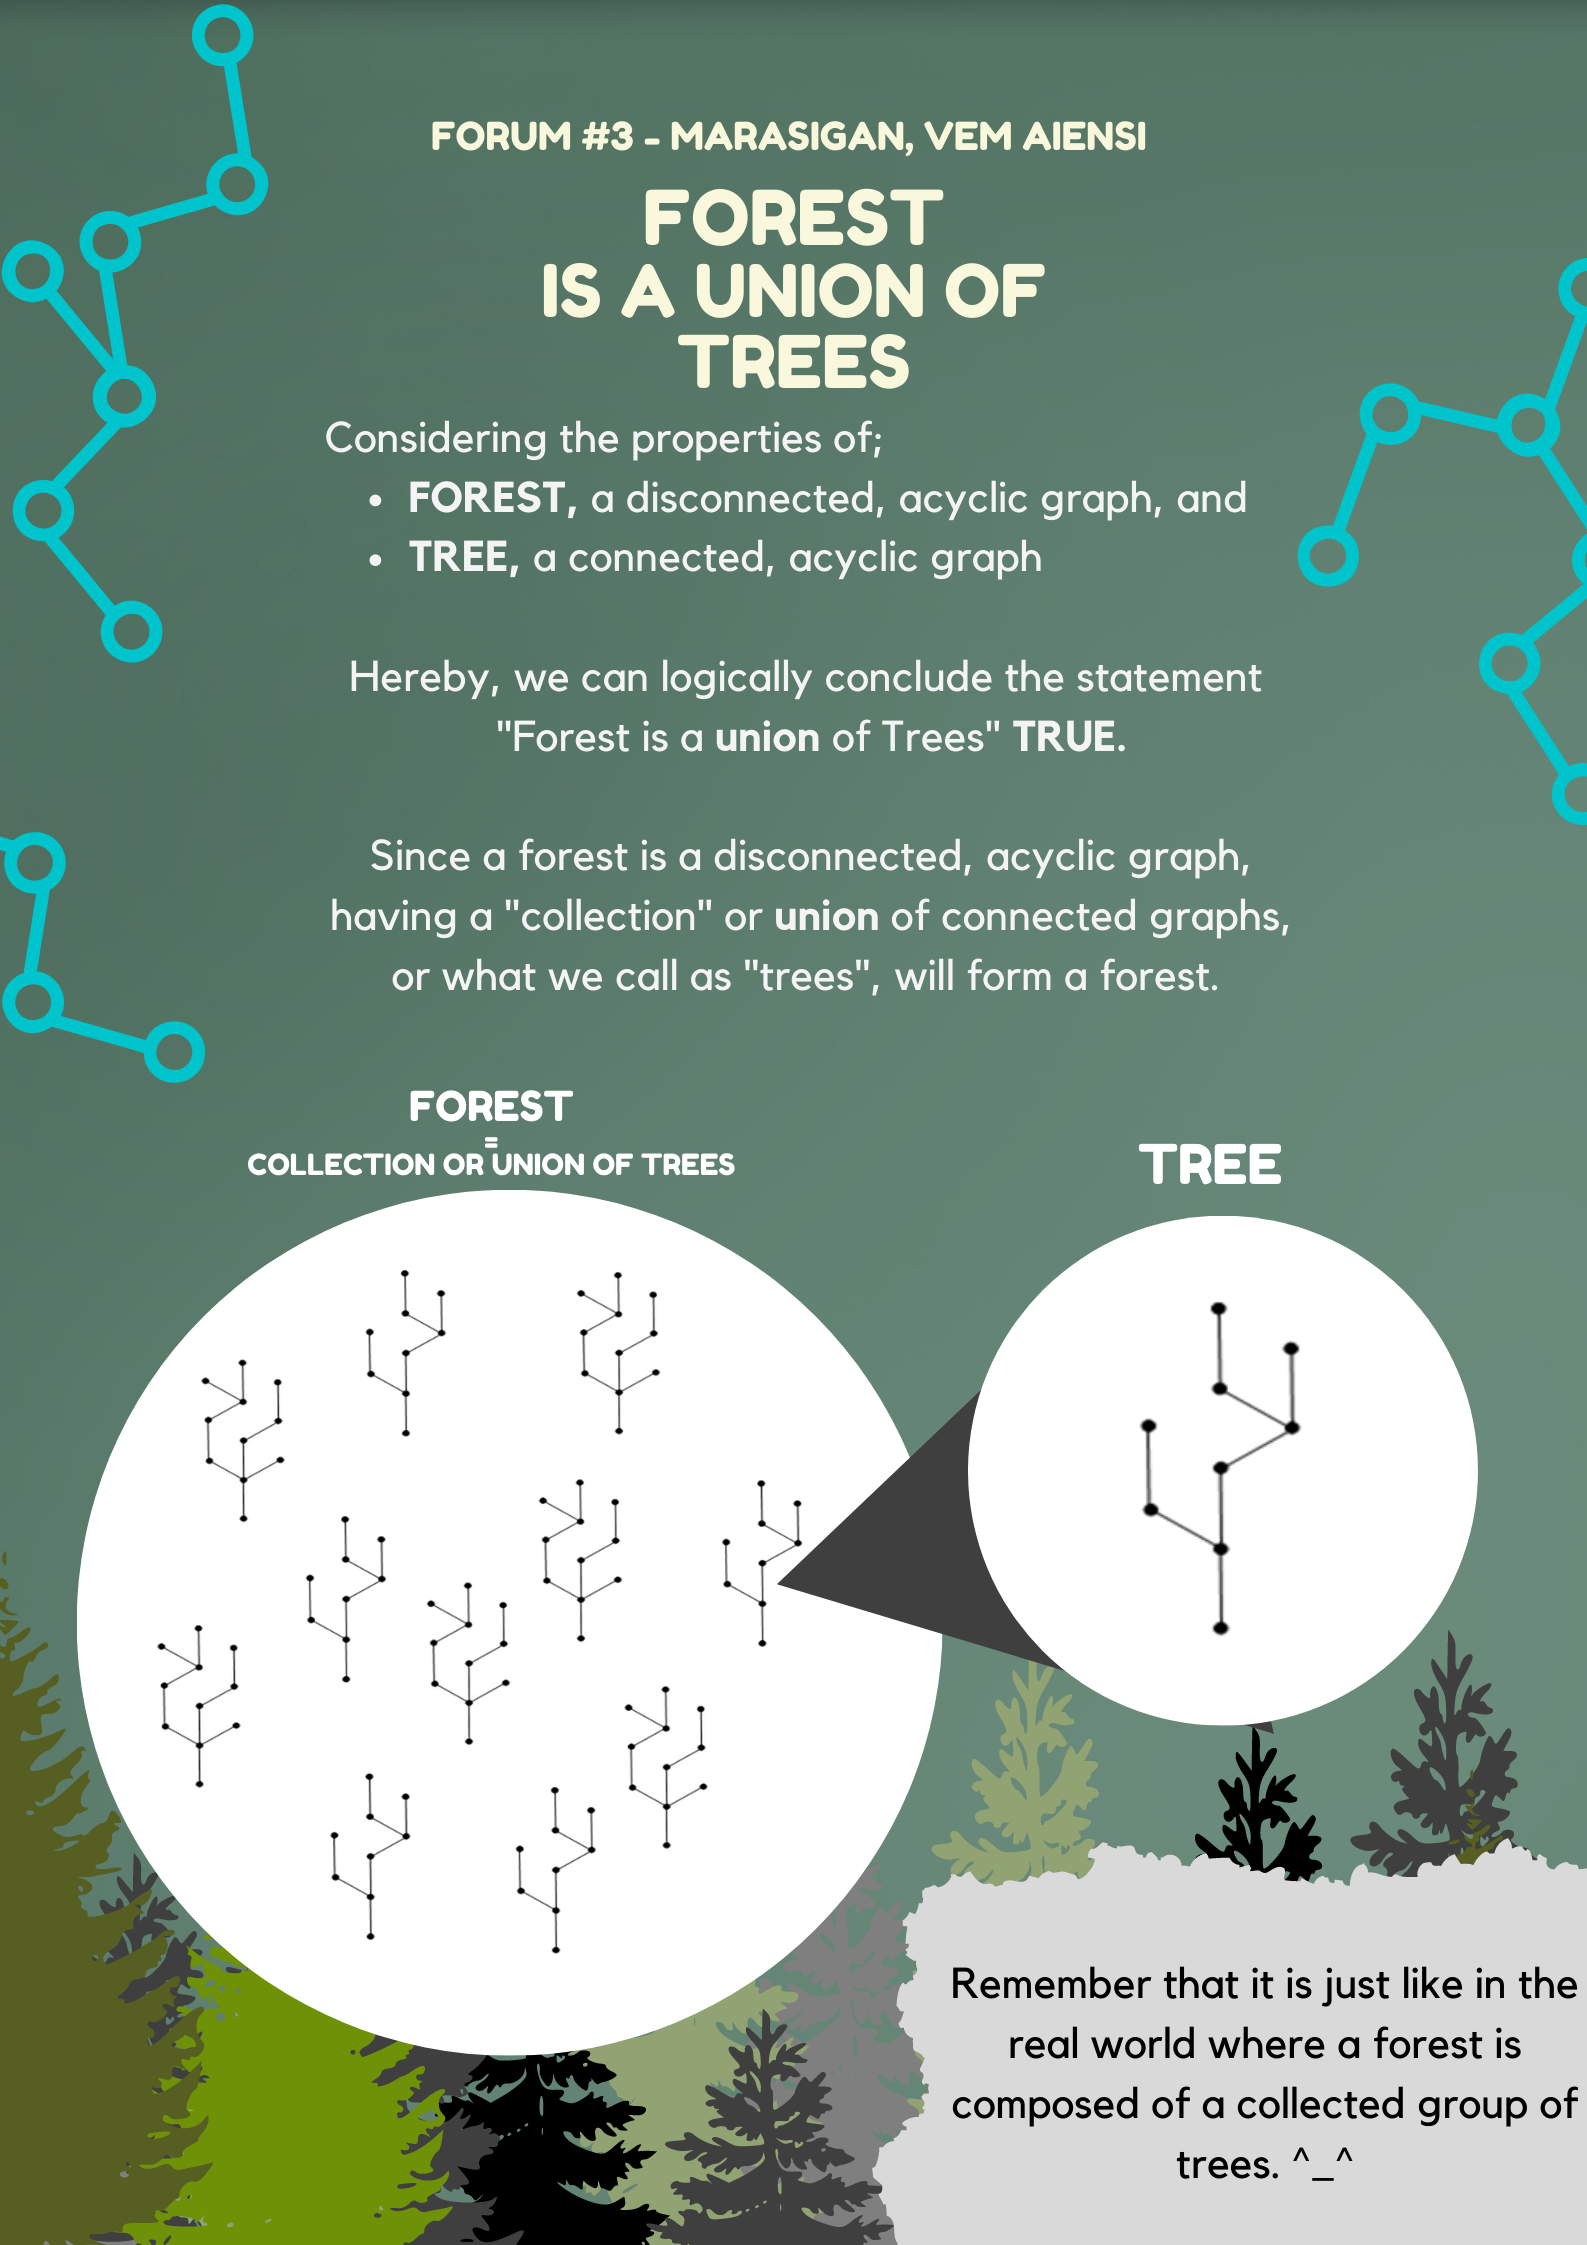 FORUM #3 - MARASIGAN, VEM AIENSI
FOREST
IS A UNION OF
TREES
Considering the properties of;
• FOREST, a disconnected, acyclic graph, and
• TREE, a connected, acyclic graph
Hereby, we can logically conclude the statement
"Forest is a union of Trees" TRUE.
Since a forest is a disconnected, acyclic graph,
having a "collection" or union of connected graphs,
or what we call as "trees", will form a forest.
FOREST
=
COLLECTION OR UNION OF TREES
TREE
Remember that it is just like in the
real world where a forest is
composed of a collected group of
trees. ^_^